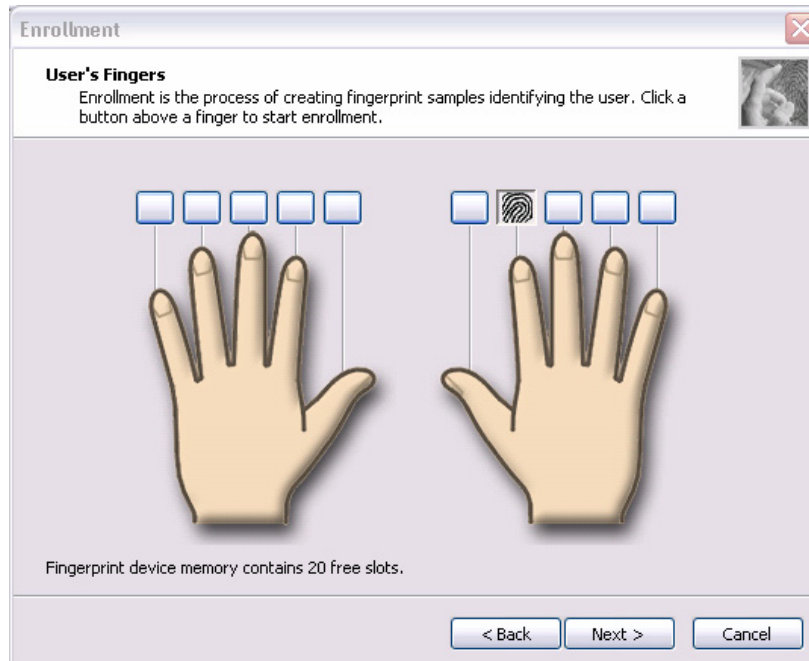 Enrollment
User's Fingers
Enrollment is the process of creating fingerprint samples identifying the user. Click a
button above a finger to start enrollment.
Fingerprint device memory contains 20 free slots.
< Back Next > Cancel